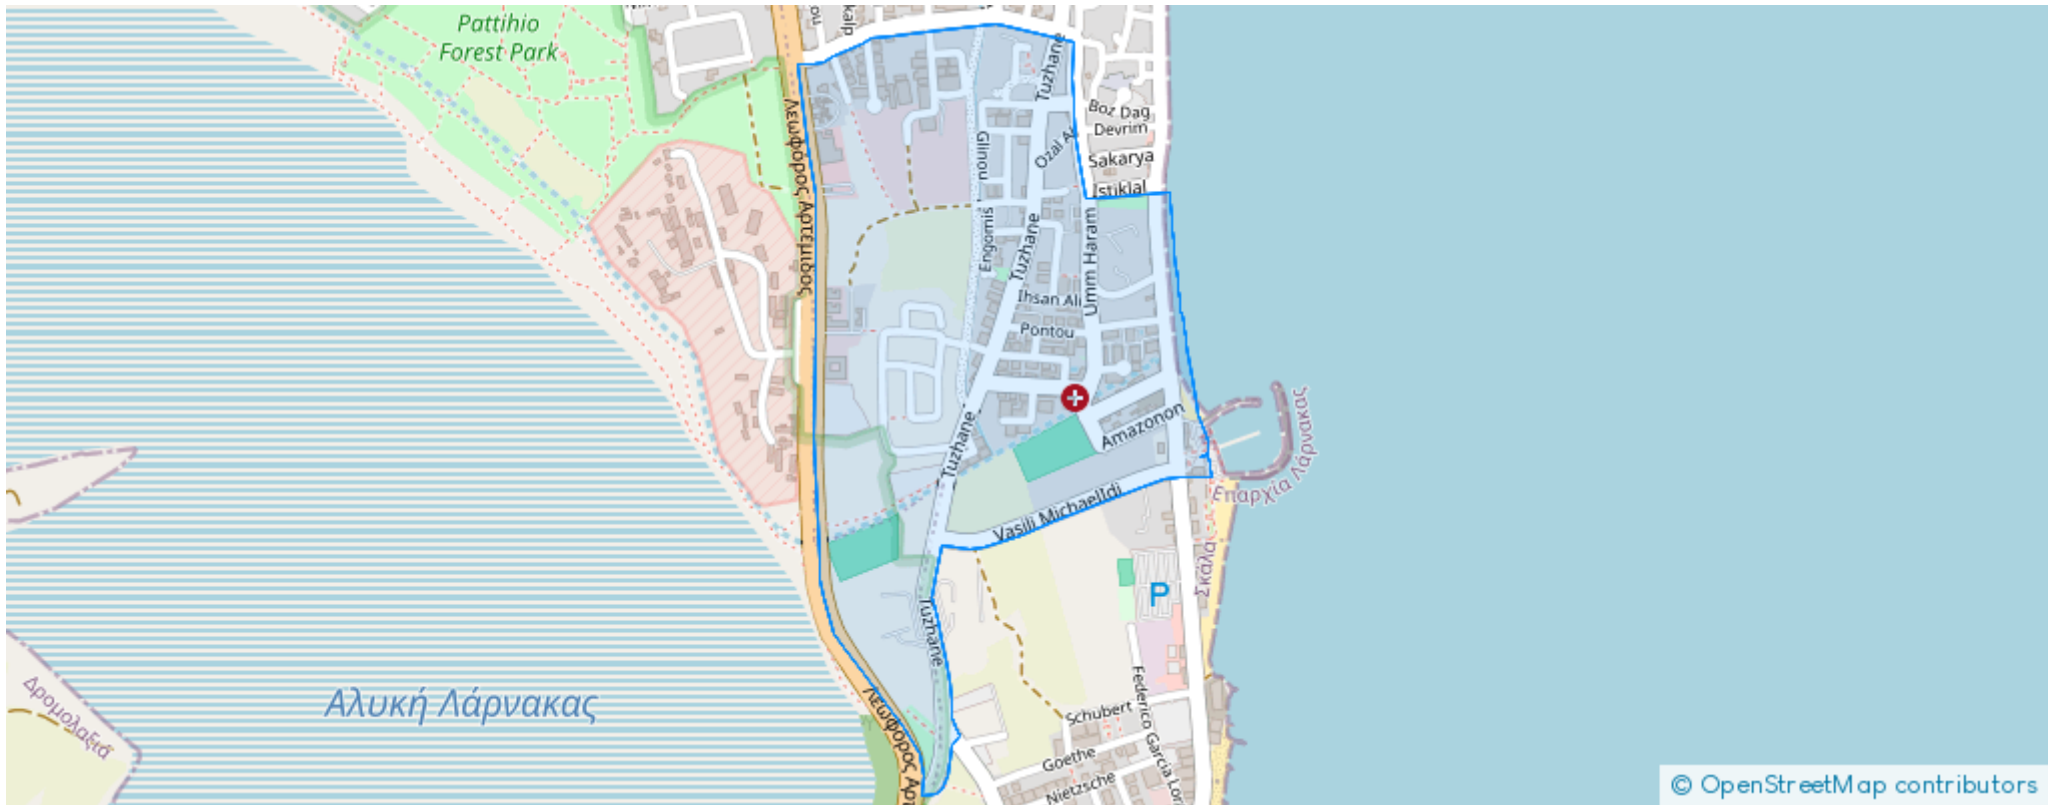 Pattihio
Forest Park
kalp
Tuzhane
Boz Dag
Devrim
Λεωφόρος Αρτέμιδος
Glinou
Ozal A
Sakarya
Istiklal
Engomis
Tuzhane
Umm Haram
Ihsan Ali
Pontou
Amazonon
Tuzhane
Επαρχία Λάρνακας
Vasili MichaelIdi
Σκάλα
P
Tuzhane
Δρομολαξιά
Αλυκή Λάρνακας
Λεωφόρος Αρτ
Schubert
Federico Garcia Lor
Goethe
Nietzsche
© OpenStreetMap contributors